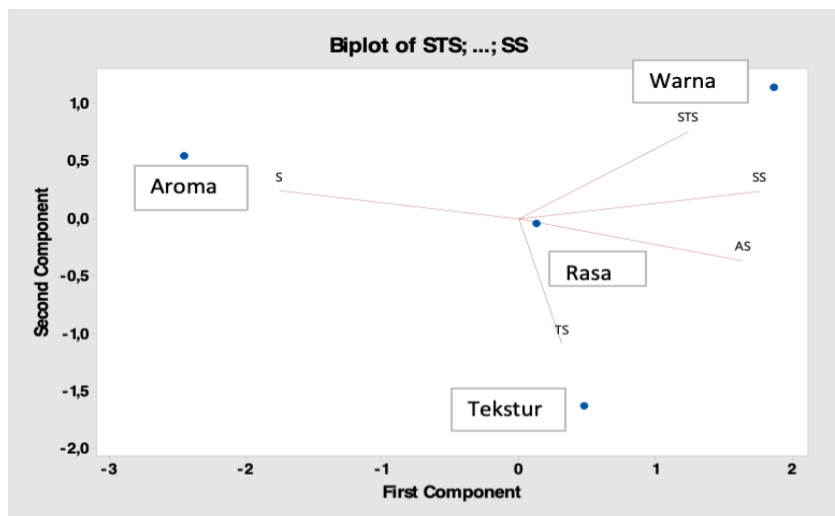 Biplot of STS; ...; SS
Warna
1,0
STS
0,5
S
SS
Aroma
0,0
AS
Rasa
-0,5
Second Component
-1,0
TS
-1,5
Tekstur
-2,0
-3 -2 -1 0 1 2
First Component